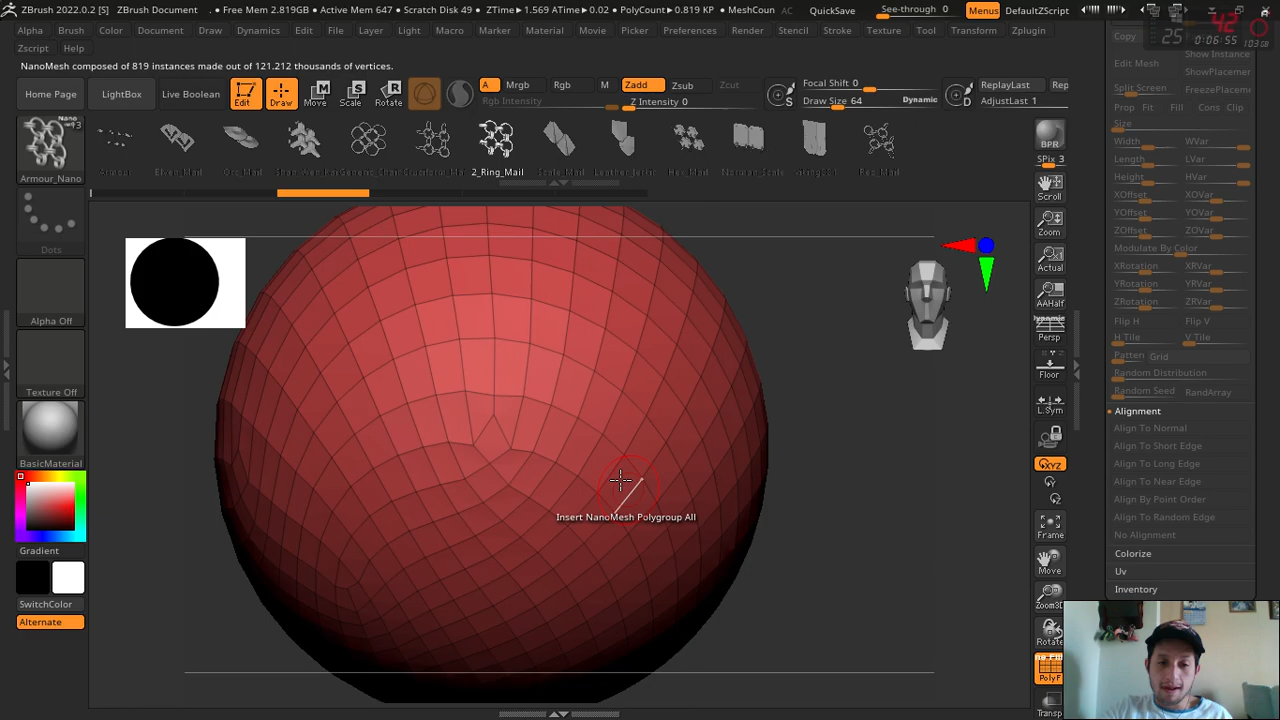 ZBrush 2022.0.2 [S] ZBrush Document . • Free Mem 2.819GB • Active Mem 647 • Scratch Disk 49 • ZTime ▸ 1.569 ATime ▸ 0.02 • PolyCount ▸ 0.819 KP • MeshCoun QuickSave See-through 0 Menus DefaultZScript
Alpha Brush Color Document Draw Dynamics Edit File Layer Light Macro Marker Material Movie Picker Preferences Render Stencil Stroke Texture Tool Transform Zplugin
Zscript Help
42
25 0:06:55 103GB
NanoMesh composed of 819 instances made out of 121.212 thousands of vertices.
Home Page LightBox Live Boolean Edit Draw Move Scale Rotate
A Mrgb Rgb M Zadd Zsub Zcut
Rgb Intensity Z Intensity 0
Focal Shift 0
Draw Size 64 Dynamic
S D
ReplayLast
AdjustLast 1
Nano
Armour_Nano
2_Ring_Mail
Dots
Alpha Off
Texture Off
BasicMaterial
Gradient
SwitchColor
Alternate
Insert NanoMesh Polygroup All
BPR
SPix 3
Scroll
Zoom
Actual
AAHalf
Dynamic
Persp
Floor
L.Sym
XYZ
Frame
Move
Zoom3D
Rotate
PolyF
Transp
Copy
Show Instance
Edit Mesh ShowPlacemer
Split Screen FreezePlaceme
Prop Fit Fill Cons Clip
Size
Width WVar
Length LVar
Height HVar
XOffset XOVar
YOffset YOVar
ZOffset ZOVar
Modulate By Color
XRotation XRVar
YRotation YRVar
ZRotation ZRVar
Flip H Flip V
H Tile V Tile
Pattern Grid
Random Distribution
Random Seed RandArray
Alignment
Align To Normal
Align To Short Edge
Align To Long Edge
Align To Near Edge
Align By Point Order
Align To Random Edge
No Alignment
Colorize
Uv
Inventory